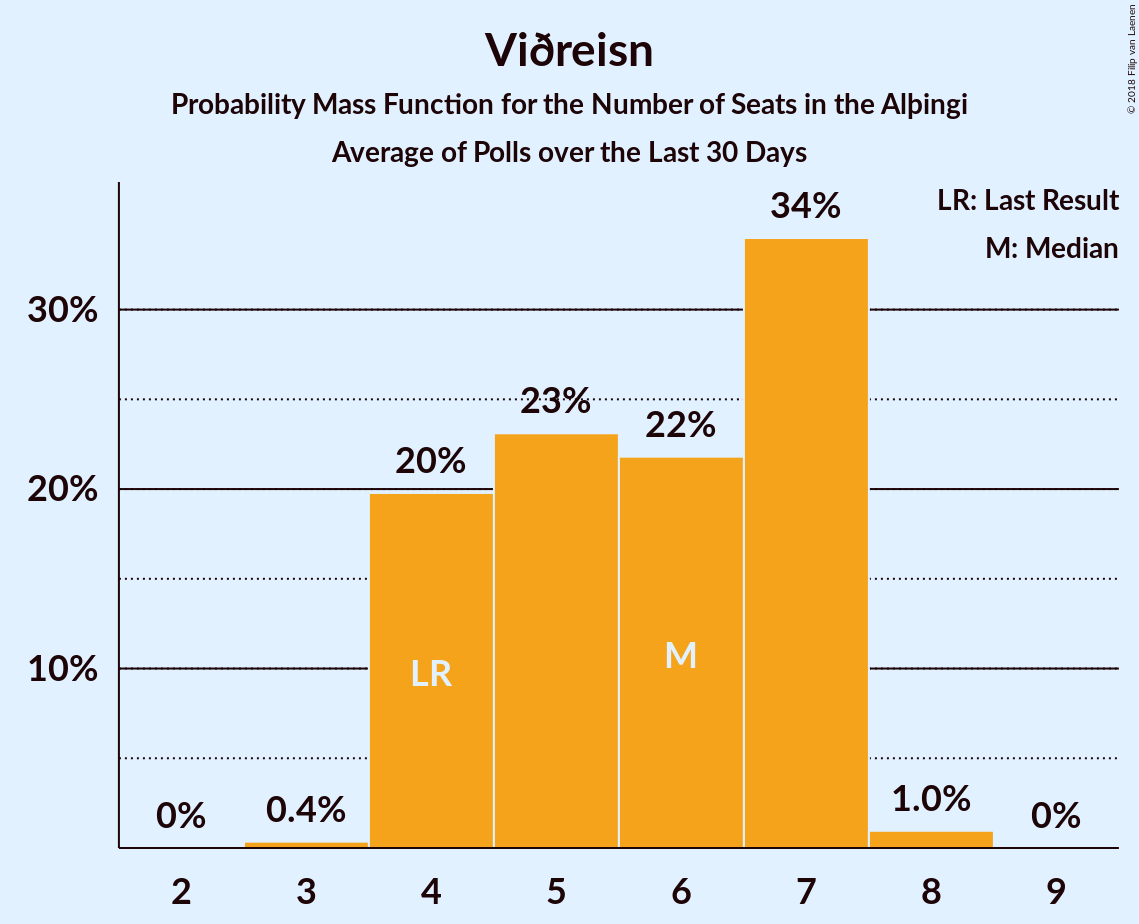 Viðreisn
Probability Mass Function for the Number of Seats in the Alþingi
Average of Polls over the Last 30 Days
© 2018 Filip van Laenen
LR: Last Result
M: Median
34%
30%
23%
22%
20%
20%
LR
M
10%
0%
0.4%
1.0%
0%
2 3 4 5 6 7 8 9